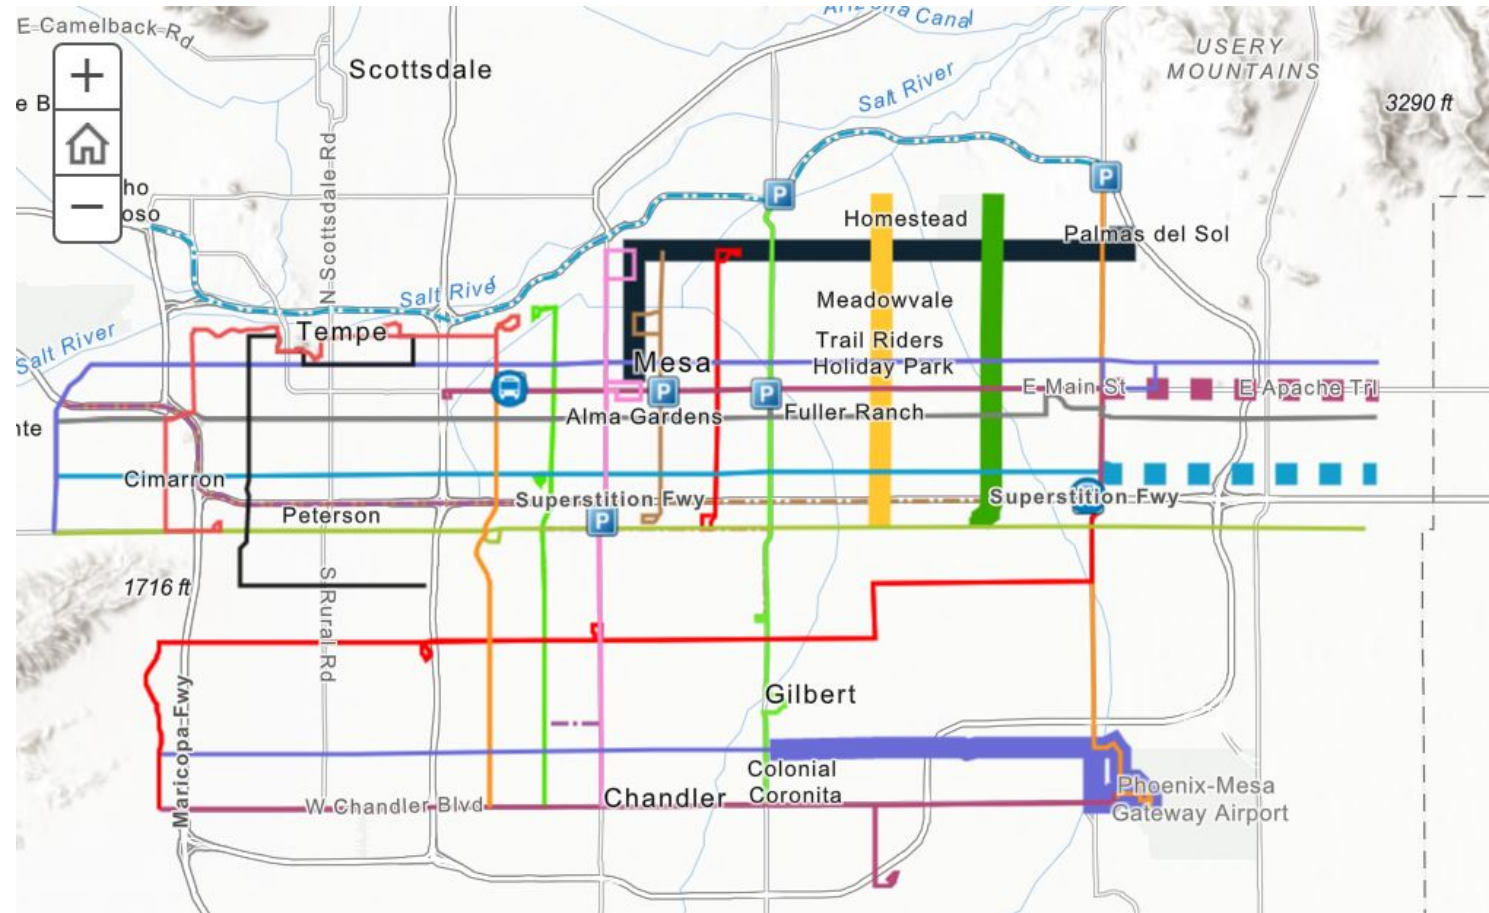 E Camelback Rd
Arizona Canal
Scottsdale
USERY
MOUNTAINS
+
Salt River
e B
3290 ft
ho
−
oso
N Scottsdale Rd
P
P
Homestead
Palmas del Sol
Salt River
Meadowvale
Tempe
Salt River
Trail Riders
Mesa
Holiday Park
E Main St
E Apache Trl
P
P
Alma Gardens
Fuller Ranch
nte
Cimarron
Superstition Fwy
Superstition Fwy
Peterson
P
1716 ft
S Rural Rd
Maricopa Fwy
Gilbert
Colonial
Coronita
W Chandler Blvd
Chandler
Phoenix-Mesa
Gateway Airport